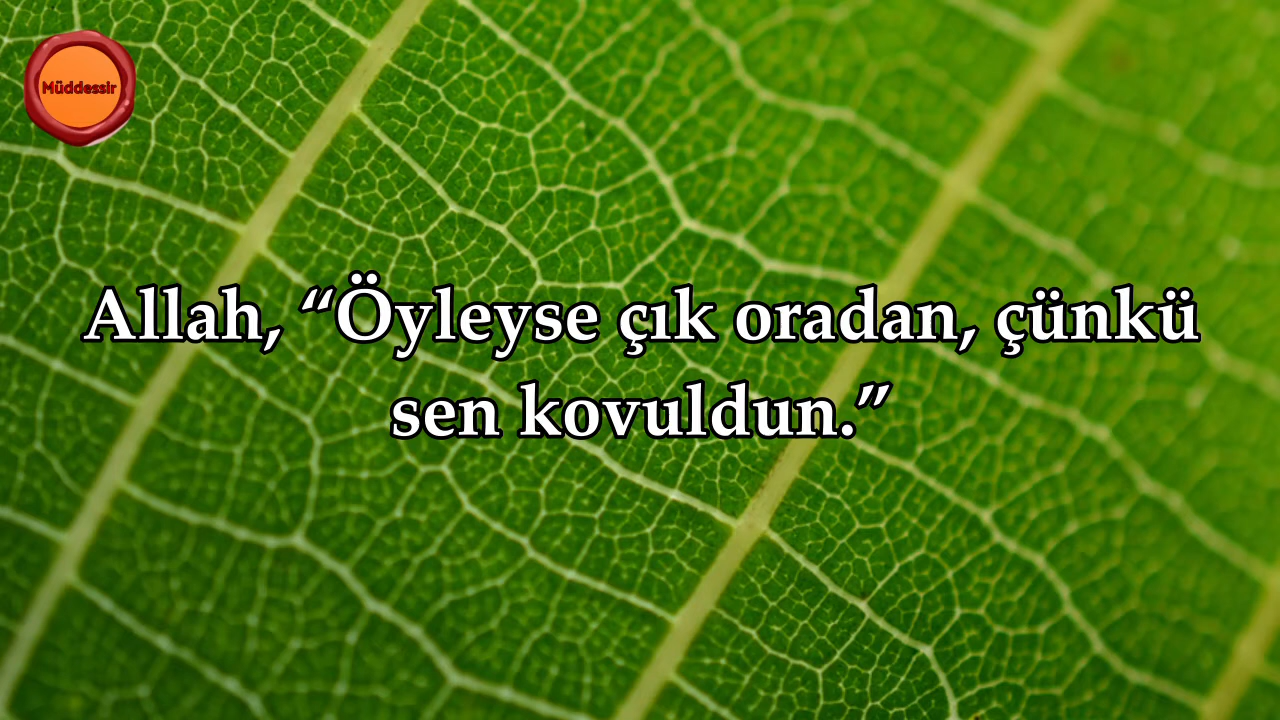 Müddessir
Allah, “Öyleyse çık oradan, çünkü
sen kovuldun.”